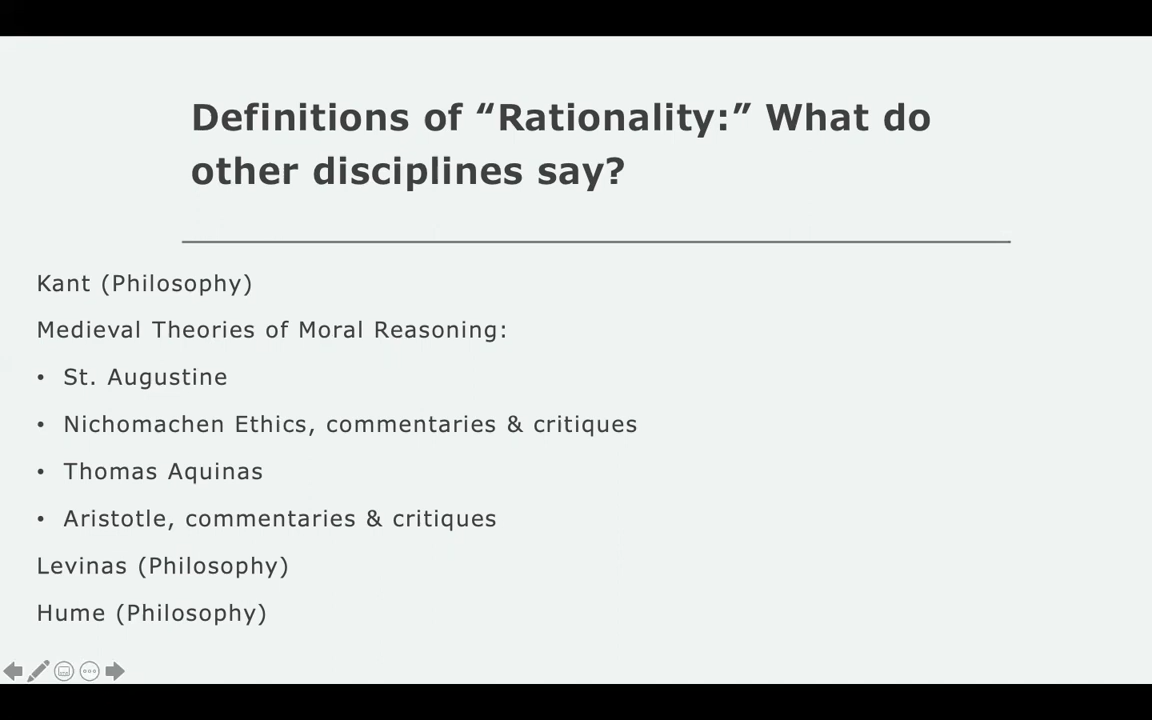 Definitions of “Rationality:” What do
other disciplines say?
Kant (Philosophy)
Medieval Theories of Moral Reasoning:
• St. Augustine
• Nichomachen Ethics, commentaries & critiques
• Thomas Aquinas
• Aristotle, commentaries & critiques
Levinas (Philosophy)
Hume (Philosophy)